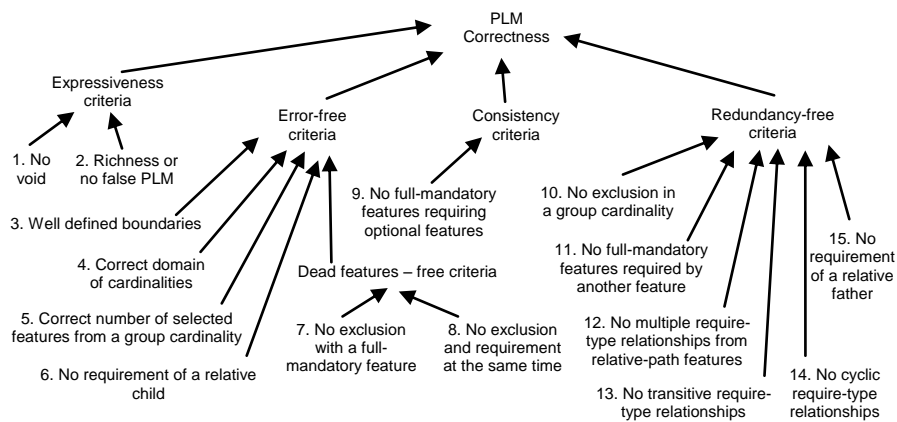 PLM
Correctness
Expressiveness
criteria
Error-free
criteria
Consistency
criteria
Redundancy-free
criteria
1. No
void
2. Richness or
no false PLM
3. Well defined boundaries
4. Correct domain
of cardinalities
5. Correct number of selected
features from a group cardinality
6. No requirement of a relative
child
Dead features – free criteria
7. No exclusion
with a full-
mandatory feature
8. No exclusion
and requirement
at the same time
9. No full-mandatory
features requiring
optional features
10. No exclusion in
a group cardinality
11. No full-mandatory
features required by
another feature
12. No multiple require-
type relationships from
relative-path features
13. No transitive require-
type relationships
14. No cyclic
require-type
relationships
15. No
requirement
of a relative
father